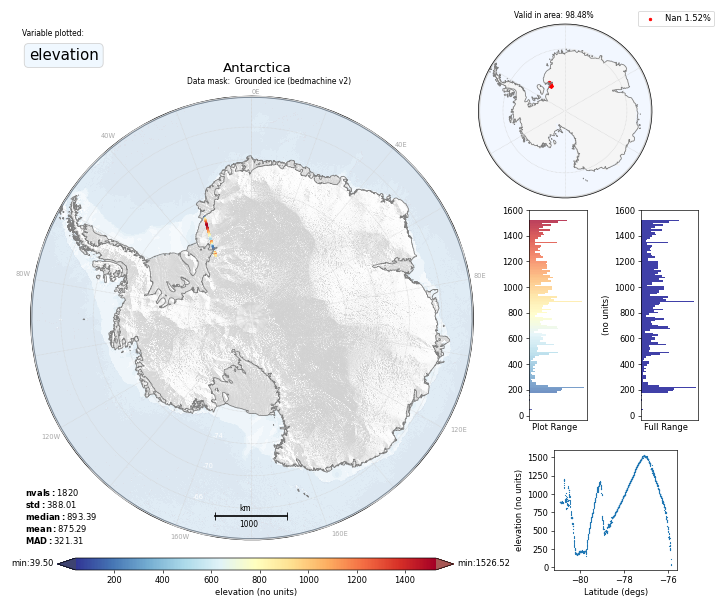 Variable plotted:
elevation
Antarctica
Data mask:  Grounded ice (bedmachine v2)
Valid in area: 98.48%
Nan 1.52%
0E
40W
40E
80W
80E
120W
120E
160W
160E
nvals: 1820
std: 388.01
median: 893.39
mean: 875.29
MAD: 321.31
km
1000
min:39.50
min:1526.52
200
400
600
800
1000
1200
1400
elevation (no units)
1600
1400
1200
1000
800
600
400
200
0
Plot Range
1600
1400
1200
1000
800
600
400
200
0
(no units)
Full Range
1500
1250
1000
750
500
250
0
elevation (no units)
−80
−78
−76
Latitude (degs)